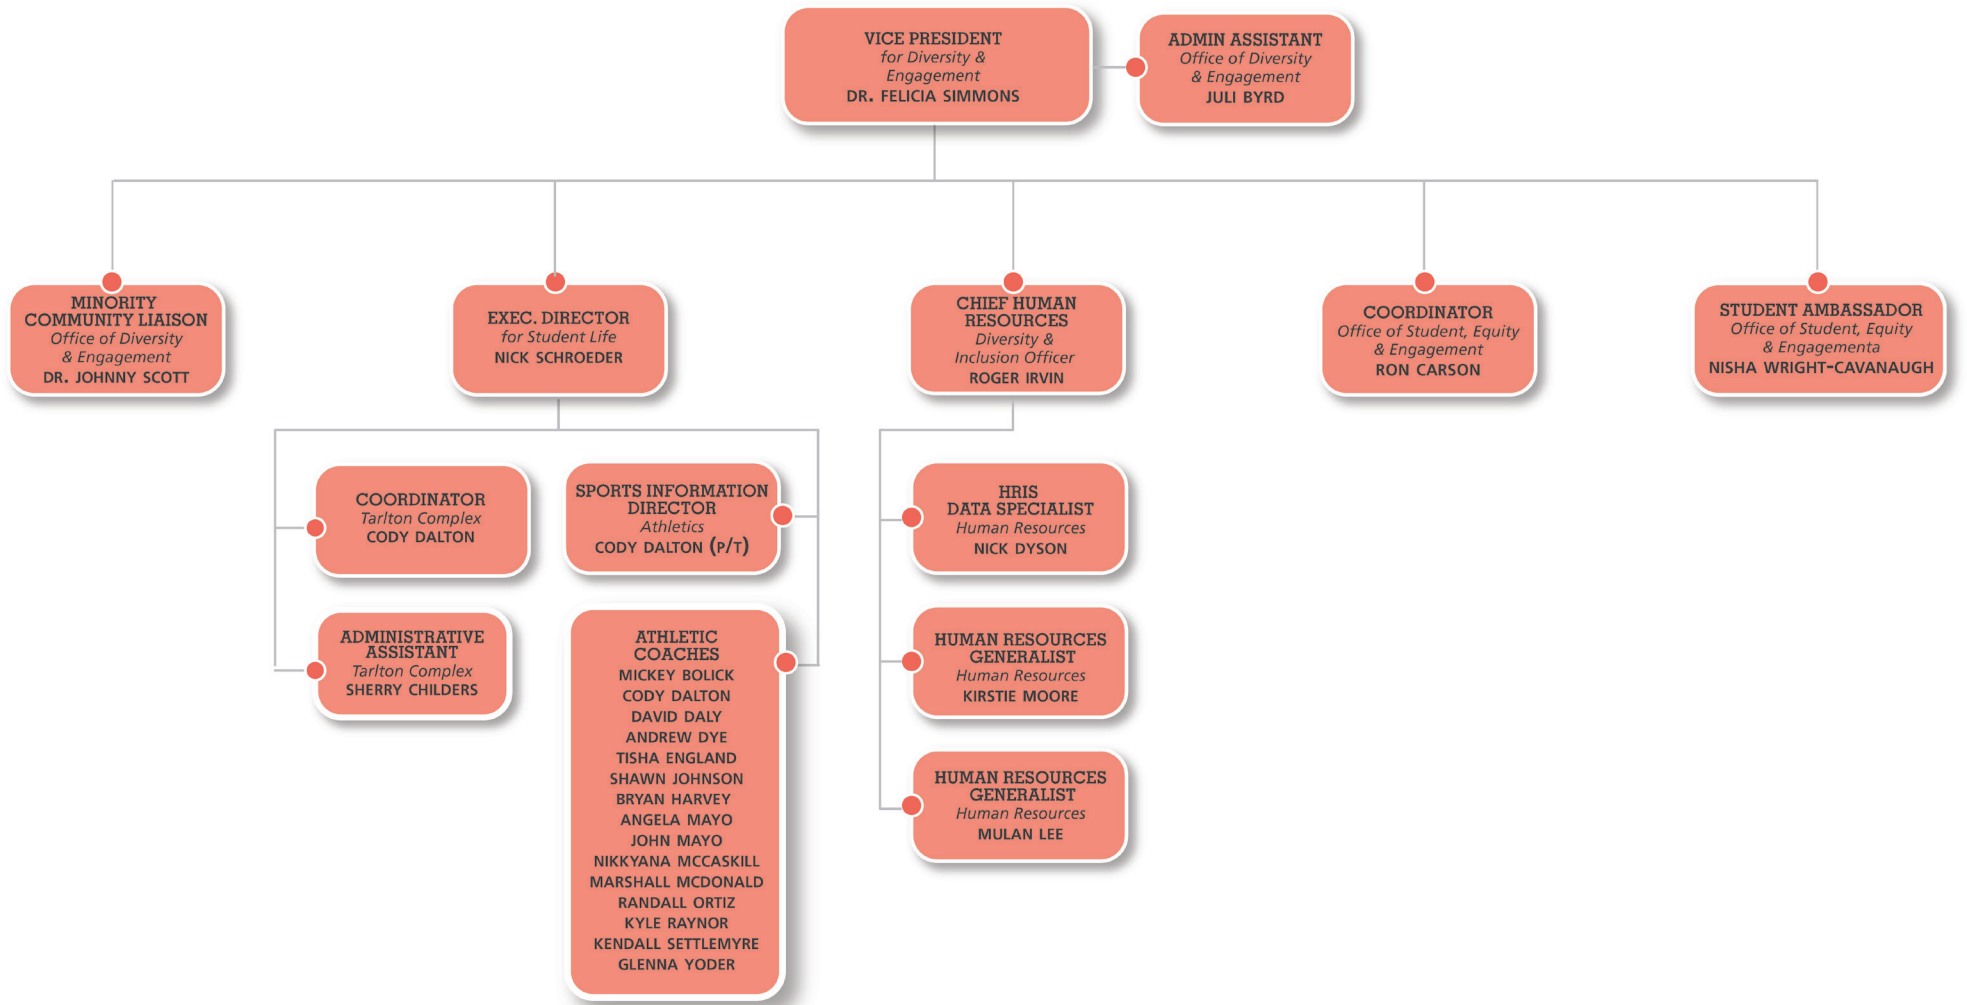 VICE PRESIDENT
for Diversity &
Engagement
DR. FELICIA SIMMONS
ADMIN ASSISTANT
Office of Diversity
& Engagement
JULI BYRD
MINORITY
COMMUNITY LIAISON
Office of Diversity
& Engagement
DR. JOHNNY SCOTT
EXEC. DIRECTOR
for Student Life
NICK SCHROEDER
CHIEF HUMAN
RESOURCES
Diversity &
Inclusion Officer
ROGER IRVIN
COORDINATOR
Office of Student, Equity
& Engagement
RON CARSON
STUDENT AMBASSADOR
Office of Student, Equity
& Engagementa
NISHA WRIGHT-CAVANAUGH
COORDINATOR
Tarlton Complex
CODY DALTON
SPORTS INFORMATION
DIRECTOR
Athletics
CODY DALTON (P/T)
HRIS
DATA SPECIALIST
Human Resources
NICK DYSON
ADMINISTRATIVE
ASSISTANT
Tarlton Complex
SHERRY CHILDERS
ATHLETIC
COACHES
MICKEY BOLICK
CODY DALTON
DAVID DALY
ANDREW DYE
TISHA ENGLAND
SHAWN JOHNSON
BRYAN HARVEY
ANGELA MAYO
JOHN MAYO
NIKKYANA MCCASKILL
MARSHALL MCDONALD
RANDALL ORTIZ
KYLE RAYNOR
KENDALL SETTLEMYRE
GLENNA YODER
HUMAN RESOURCES
GENERALIST
Human Resources
KIRSTIE MOORE
HUMAN RESOURCES
GENERALIST
Human Resources
MULAN LEE